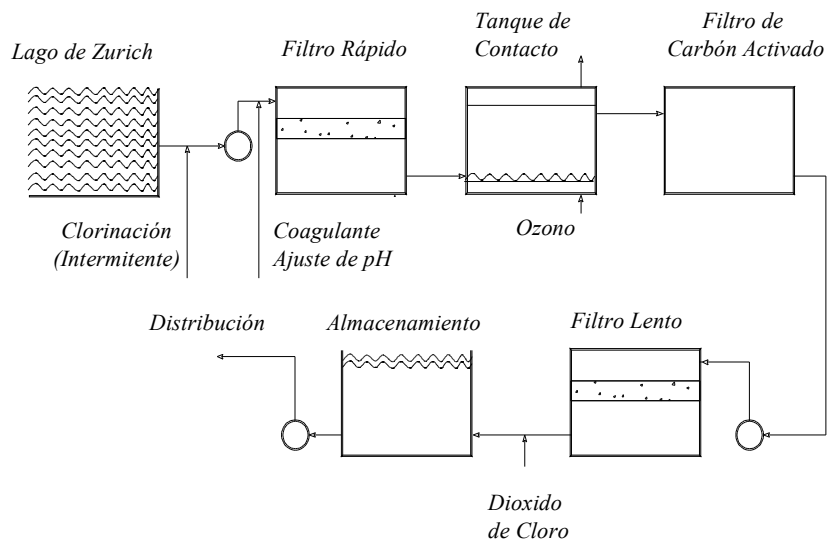 Lago de Zurich
Filtro Rápido
Tanque de
Contacto
Filtro de
Carbón Activado
Clorinación
(Intermitente)
Coagulante
Ajuste de pH
Ozono
Distribución
Almacenamiento
Filtro Lento
Dioxido
de Cloro